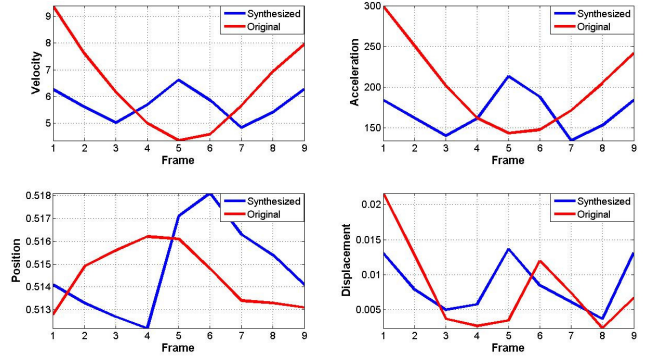 Synthesized
Original
9
8
7
6
5
Velocity
1 2 3 4 5 6 7 8 9
Frame
Synthesized
Original
300
250
200
150
Acceleration
1 2 3 4 5 6 7 8 9
Frame
Synthesized
Original
0.518
0.517
0.516
0.515
0.514
0.513
Position
1 2 3 4 5 6 7 8 9
Frame
Synthesized
Original
0.02
0.015
0.01
0.005
Displacement
1 2 3 4 5 6 7 8 9
Frame